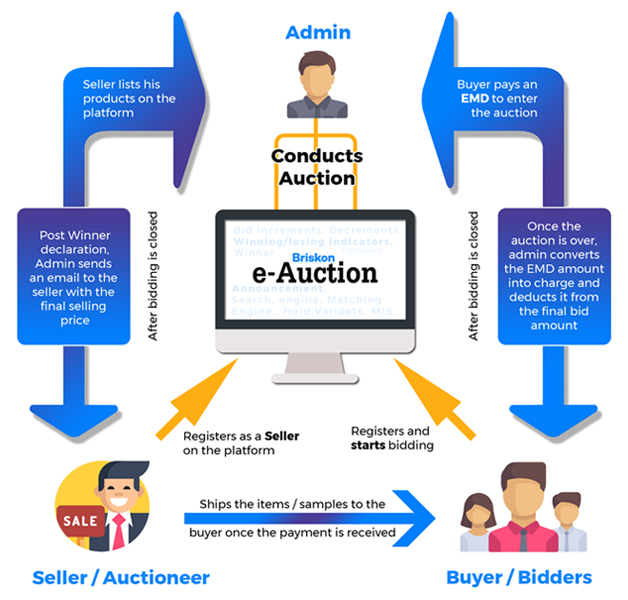 Admin
Seller lists his
products on the
platform
Buyer pays an
EMD to enter
the auction
Conducts
Auction
Post Winner
declaration,
Admin sends
an email to the
seller with the
final selling
price
After bidding is closed
Bid increments, Decrements,
Winning/losing indicators,
Winner
Briskon
e-Auction
Announcement,
Search, engine, Matching
Engine, Hold Validate, MIS,
After bidding is closed
Once the
auction is over,
admin converts
the EMD amount
into charge and
deducts it from
the final bid
amount
Registers as a Seller
on the platform
Registers and
starts bidding
SALE
Ships the items / samples to the
buyer once the payment is received
Seller / Auctioneer
Buyer / Bidders